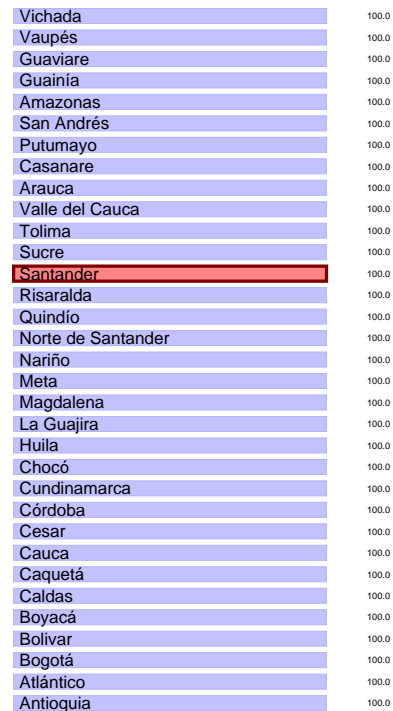 Vichada 100.0
Vaupés 100.0
Guaviare 100.0
Guainía 100.0
Amazonas 100.0
San Andrés 100.0
Putumayo 100.0
Casanare 100.0
Arauca 100.0
Valle del Cauca 100.0
Tolima 100.0
Sucre 100.0
Santander 100.0
Risaralda 100.0
Quindío 100.0
Norte de Santander 100.0
Nariño 100.0
Meta 100.0
Magdalena 100.0
La Guajira 100.0
Huila 100.0
Chocó 100.0
Cundinamarca 100.0
Córdoba 100.0
Cesar 100.0
Cauca 100.0
Caquetá 100.0
Caldas 100.0
Boyacá 100.0
Bolivar 100.0
Bogotá 100.0
Atlántico 100.0
Antioquia 100.0